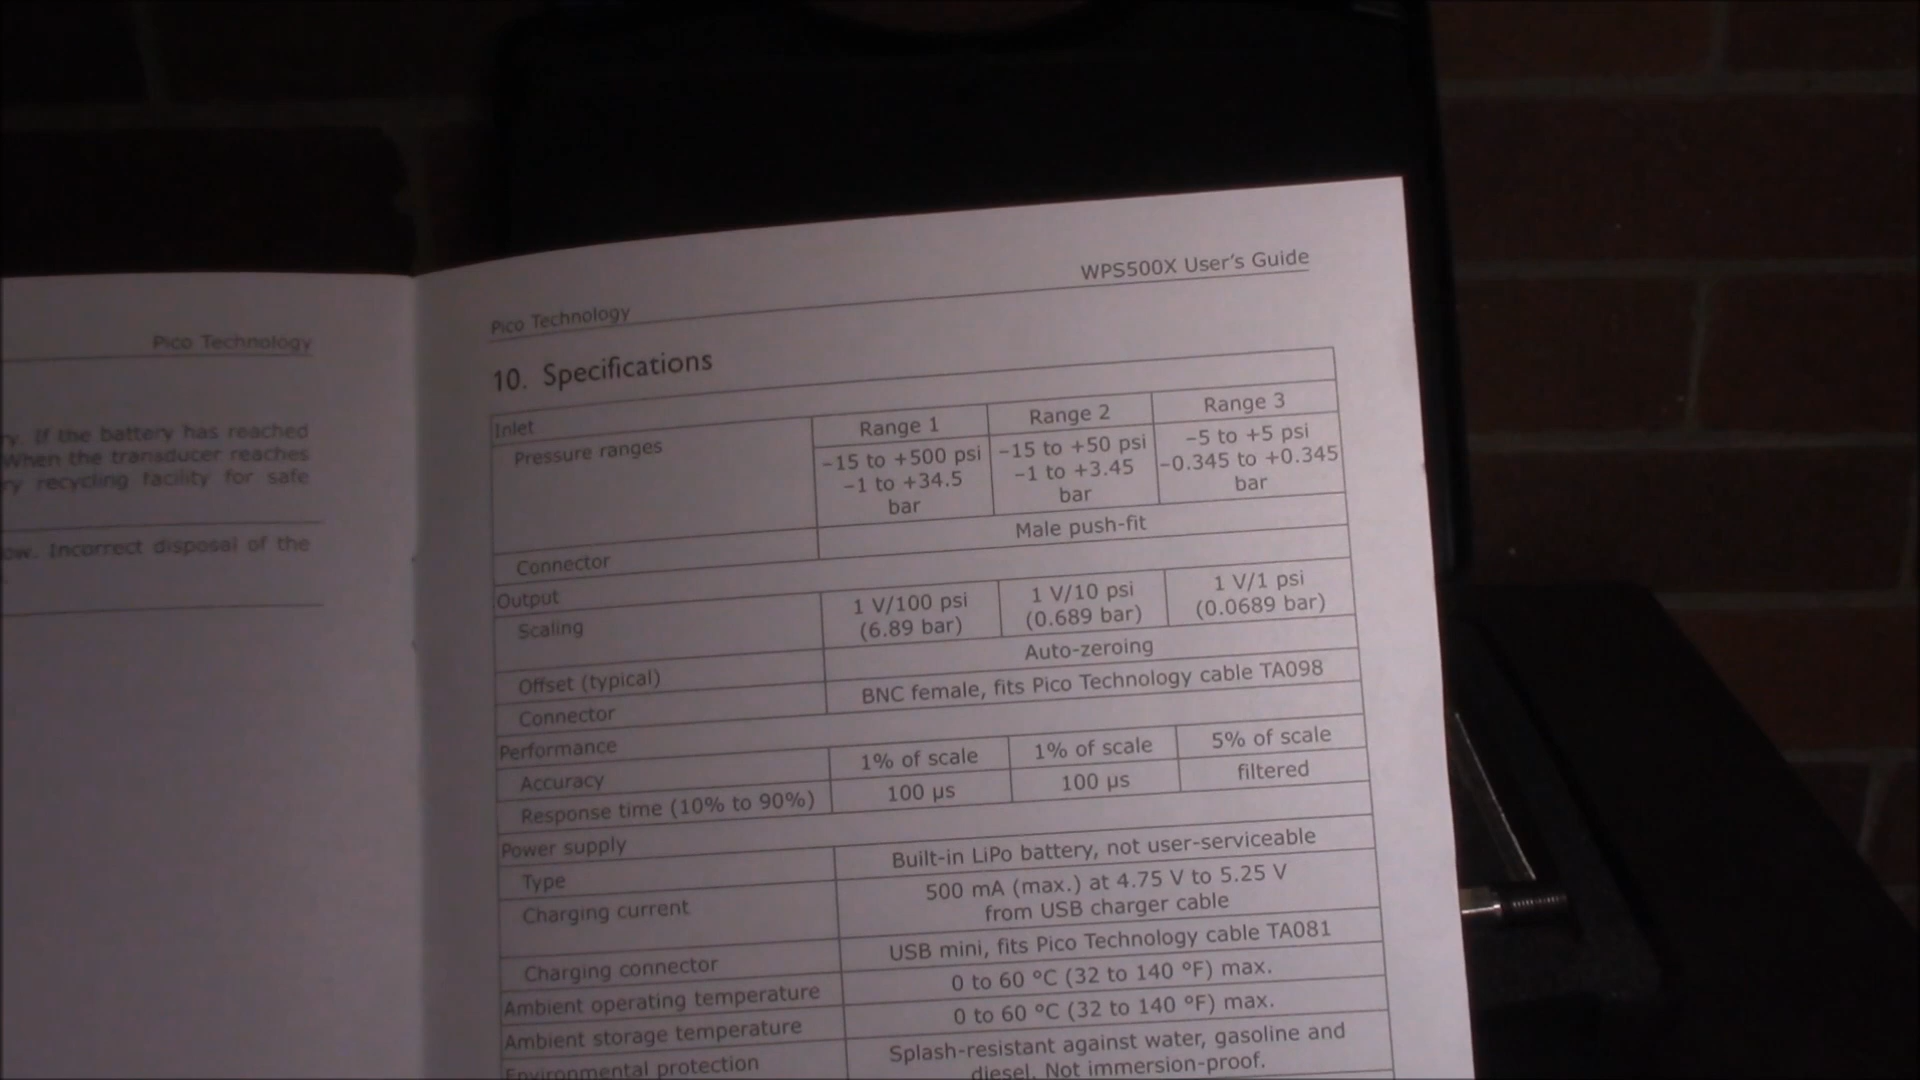 Pico Technology
y. If the battery has reached
When the transducer reaches
ry recycling facility for safe
ow. Incorrect disposal of the
Pico Technology
WPS500X User's Guide
10. Specifications
Inlet
Pressure ranges
Range 1
Range 2
Range 3
−15 to +500 psi
−1 to +34.5
bar
−15 to +50 psi
−1 to +3.45
bar
−5 to +5 psi
−0.345 to +0.345
bar
Connector
Male push-fit
Output
Scaling
1 V/100 psi
(6.89 bar)
1 V/10 psi
(0.689 bar)
1 V/1 psi
(0.0689 bar)
Offset (typical)
Auto-zeroing
Connector
BNC female, fits Pico Technology cable TA098
Performance
Accuracy
1% of scale
1% of scale
5% of scale
Response time (10% to 90%)
100 µs
100 µs
filtered
Power supply
Type
Built-in LiPo battery, not user-serviceable
Charging current
500 mA (max.) at 4.75 V to 5.25 V
from USB charger cable
Charging connector
USB mini, fits Pico Technology cable TA081
Ambient operating temperature
0 to 60 °C (32 to 140 °F) max.
Ambient storage temperature
0 to 60 °C (32 to 140 °F) max.
Environmental protection
Splash-resistant against water, gasoline and
diesel. Not immersion-proof.